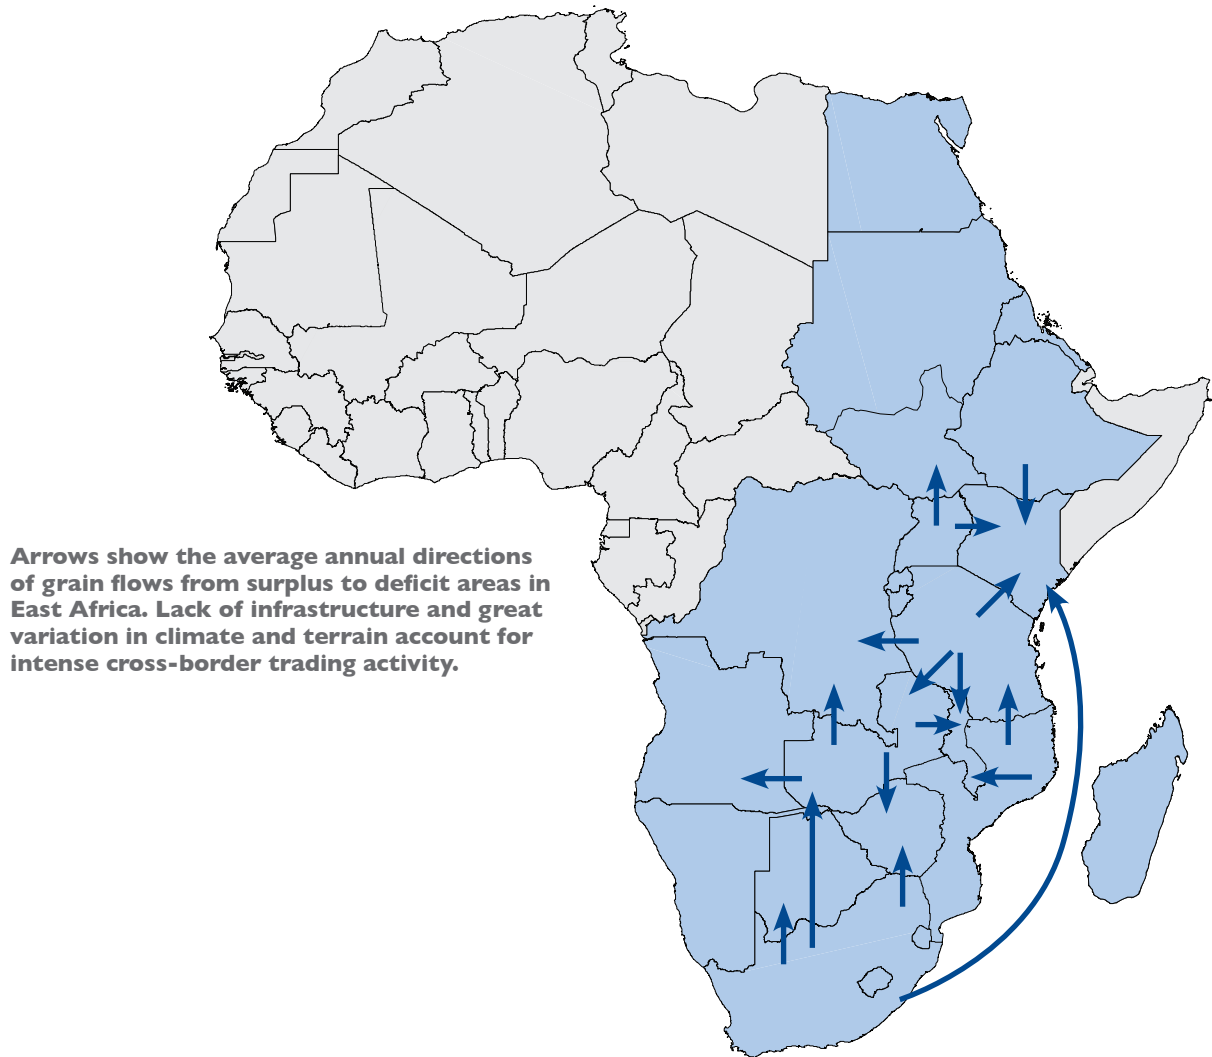 Arrows show the average annual directions
of grain flows from surplus to deficit areas in
East Africa. Lack of infrastructure and great
variation in climate and terrain account for
intense cross-border trading activity.